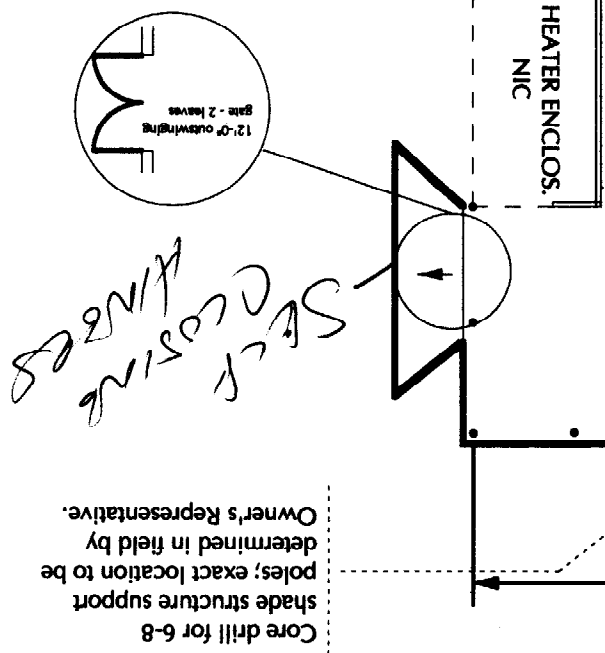 HEATER ENCLOS.
NIC
12'-0" outswinging
gate - 2 leaves
SELF
CLOSING
HINGES
Core drill for 6-8
shade structure support
poles; exact location to be
determined in field by
Owner's Representative.